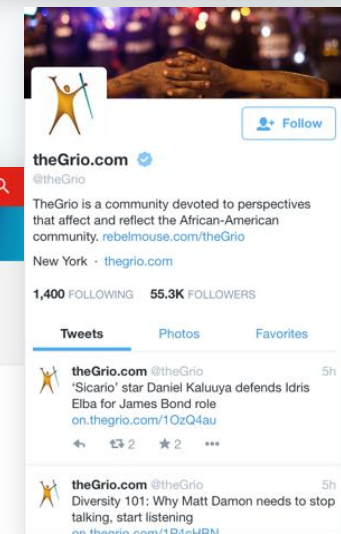 Follow
theGrio.com
@theGrio
TheGrio is a community devoted to perspectives
that affect and reflect the African-American
community. rebelmouse.com/theGrio
New York · thegrio.com
1,400 FOLLOWING 55.3K FOLLOWERS
Tweets Photos Favorites
theGrio.com @theGrio 5h
‘Sicario’ star Daniel Kaluuya defends Idris
Elba for James Bond role
on.thegrio.com/1OzQ4au
2 2
theGrio.com @theGrio 5h
Diversity 101: Why Matt Damon needs to stop
talking, start listening